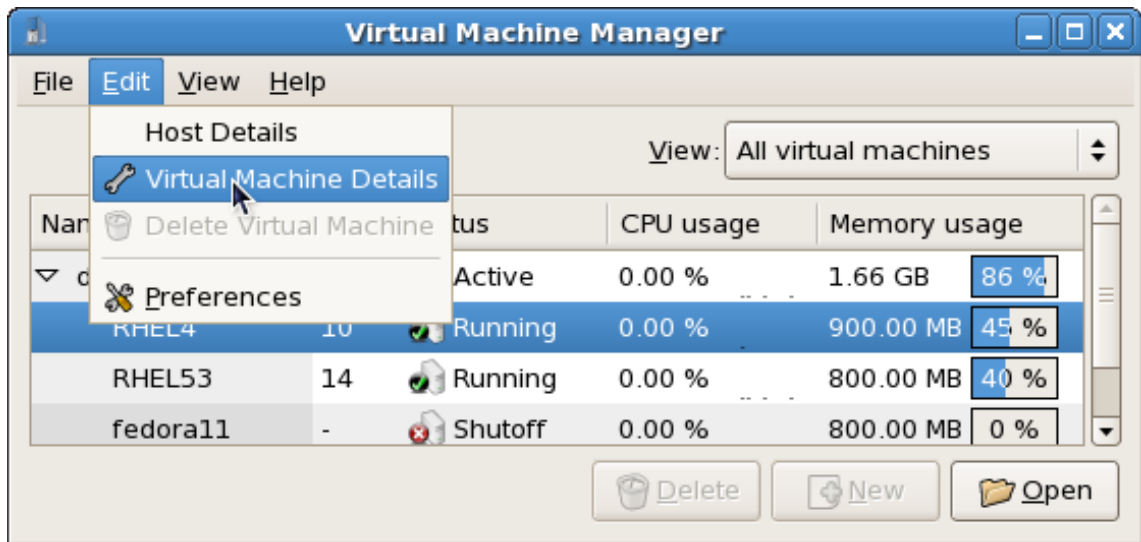 Virtual Machine Manager
File Edit View Help
Host Details
Virtual Machine Details
Delete Virtual Machine
Preferences
View: All virtual machines
Nan tus CPU usage Memory usage
Active 0.00 % 1.66 GB 86 %
RHEL4 10 Running 0.00 % 900.00 MB 45 %
RHEL53 14 Running 0.00 % 800.00 MB 40 %
fedora11 - Shutoff 0.00 % 800.00 MB 0 %
Delete New Open